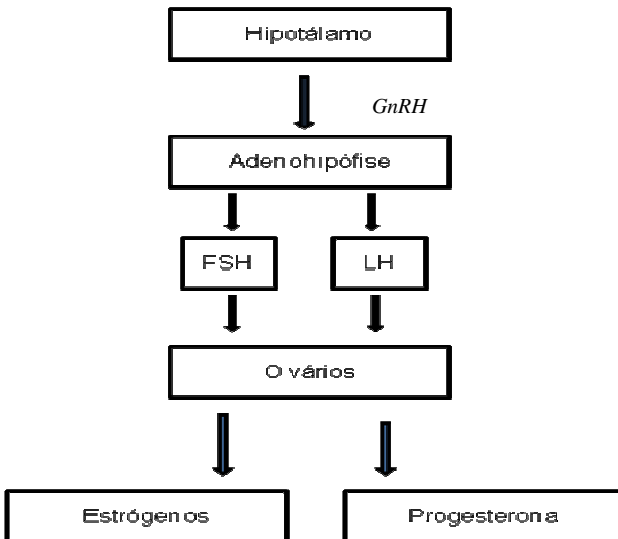 Hipotálamo
GnRH
Adenohipófise
FSH LH
Ovários
Estrógenos Progesterona